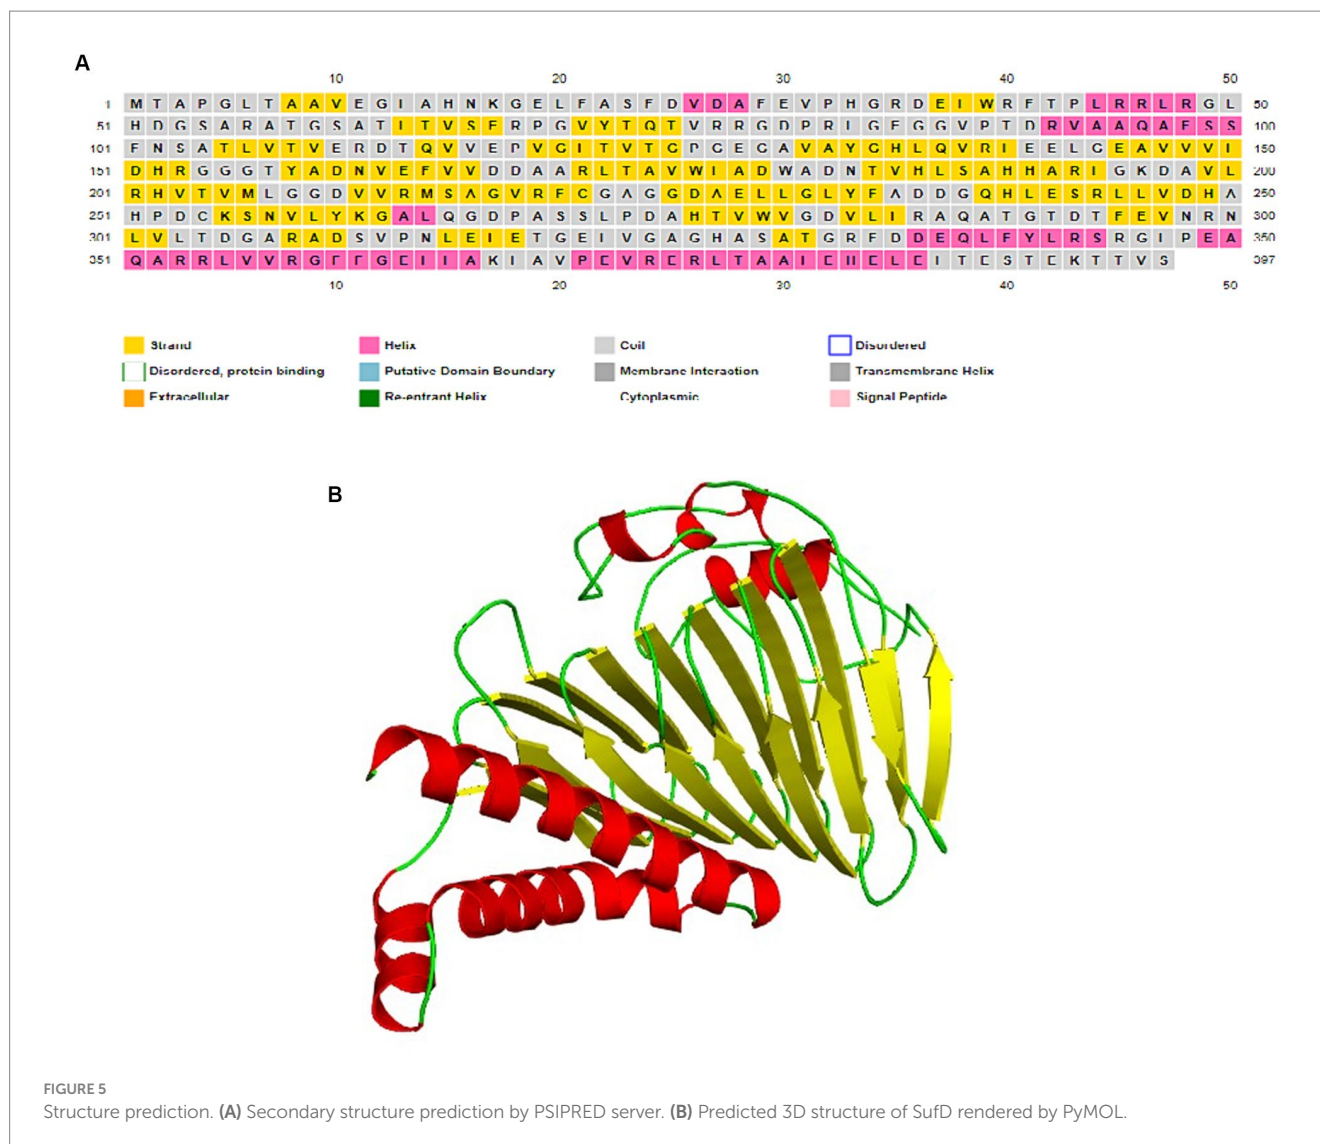 A
10 20 30 40 50
1 M T A P G L T A A V E G I A H N K G E L F A S F D V D A F E V P H G R D E I W R F T P L R R L R G L 50
51 H D G S A R A T G S A T I T V S F R P G V Y T Q T V R R G D P R I G F G G V P T D R V A A Q A F S S 100
101 F N S A T L V T V E R D T Q V V E P V G I T V T G P G E G A V A Y G H L Q V R I E E L G E A V V V I 150
151 D H R G G G T Y A D N V E F V V D D A A R L T A V W I A D W A D N T V H L S A H H A R I G K D A V L 200
201 R H V T V M L G G D V V R M S A G V R F C G A G G D A E L L G L Y F A D D G Q H L E S R L L V D H A 250
251 H P D C K S N V L Y K G A L Q G D P A S S L P D A H T V W V G D V L I R A Q A T G T D T F E V N R N 300
301 L V L T D G A R A D S V P N L E I E T G E I V G A G H A S A T G R F D D E Q L F Y L R S R G I P E A 350
351 Q A R R L V V R G F F G E I I A K I A V P E V R E R L T A A I E H E L E I T E S T E K T T V S 397
10 20 30 40 50
Strand Helix Coil Disordered
Disordered, protein binding Putative Domain Boundary Membrane Interaction Transmembrane Helix
Extracellular Re-entrant Helix Cytoplasmic Signal Peptide
B
FIGURE 5
Structure prediction. (A) Secondary structure prediction by PSIPRED server. (B) Predicted 3D structure of SufD rendered by PyMOL.